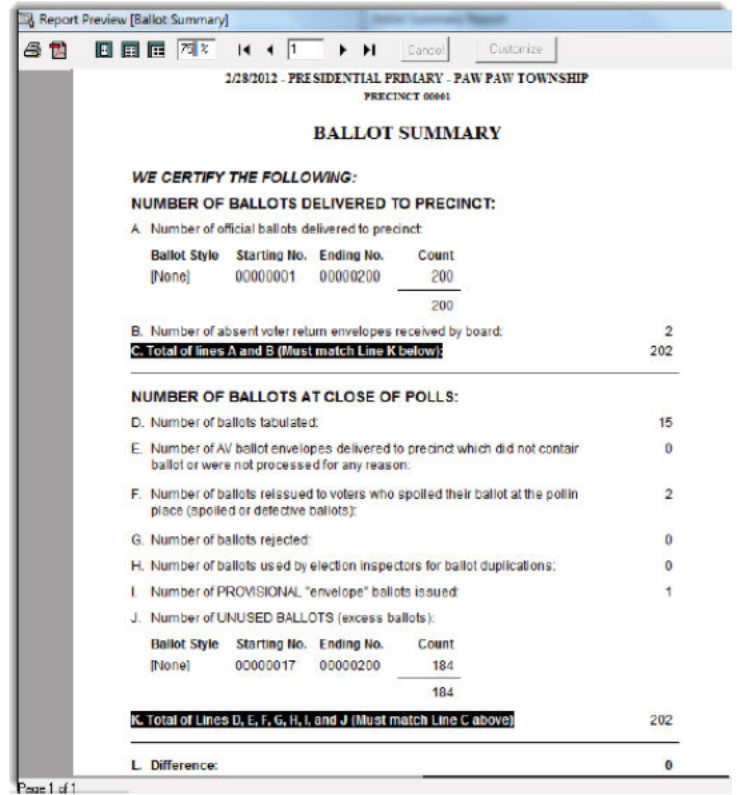 Report Preview [Ballot Summary]
75 % 1 Cancel Customize
2/28/2012 - PRESIDENTIAL PRIMARY - PAW PAW TOWNSHIP
PRECINCT 00001
BALLOT SUMMARY
WE CERTIFY THE FOLLOWING:
NUMBER OF BALLOTS DELIVERED TO PRECINCT:
A. Number of official ballots delivered to precinct:
Ballot Style Starting No. Ending No. Count
[None] 00000001 00000200 200
200
B. Number of absent voter return envelopes received by board: 2
C. Total of lines A and B (Must match Line K below): 202
NUMBER OF BALLOTS AT CLOSE OF POLLS:
D. Number of ballots tabulated: 15
E. Number of AV ballot envelopes delivered to precinct which did not contair 0
ballot or were not processed for any reason:
F. Number of ballots reissued to voters who spoiled their ballot at the pollin 2
place (spoiled or defective ballots):
G. Number of ballots rejected: 0
H. Number of ballots used by election inspectors for ballot duplications: 0
I. Number of PROVISIONAL "envelope" ballots issued: 1
J. Number of UNUSED BALLOTS (excess ballots):
Ballot Style Starting No. Ending No. Count
[None] 00000017 00000200 184
184
K. Total of Lines D, E, F, G, H, I, and J (Must match Line C above) 202
L. Difference: 0
Page 1 of 1